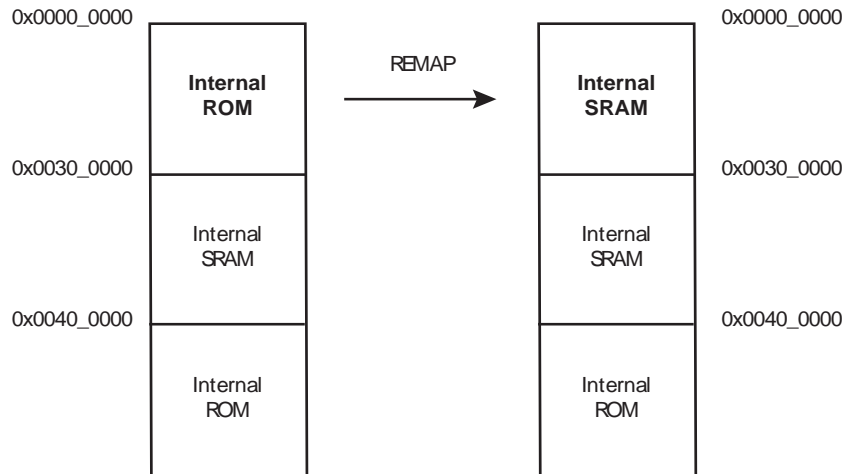 0x0000_0000
0x0000_0000
Internal
ROM
REMAP
Internal
SRAM
0x0030_0000
0x0030_0000
Internal
SRAM
Internal
SRAM
0x0040_0000
0x0040_0000
Internal
ROM
Internal
ROM